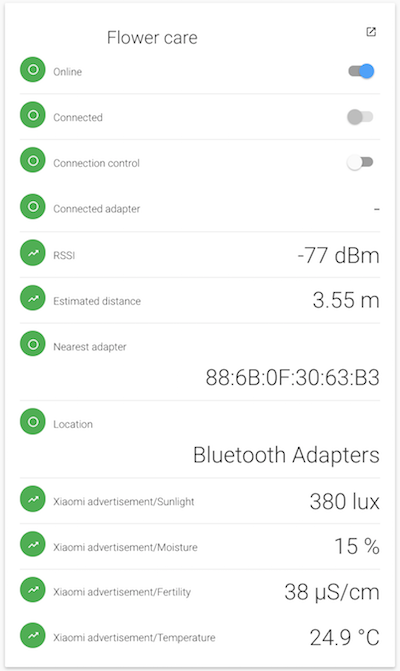 Flower care
Online
Connected
Connection control
Connected adapter -
RSSI -77 dBm
Estimated distance 3.55 m
Nearest adapter
88:6B:0F:30:63:B3
Location
Bluetooth Adapters
Xiaomi advertisement/Sunlight 380 lux
Xiaomi advertisement/Moisture 15 %
Xiaomi advertisement/Fertility 38 µS/cm
Xiaomi advertisement/Temperature 24.9 °C